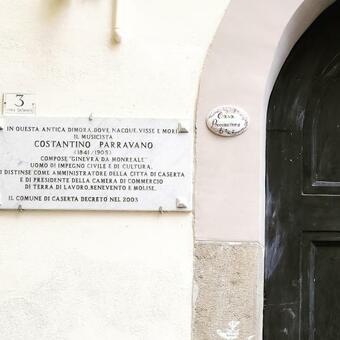 3
IN QUESTA ANTICA DIMORA, DOVE NACQUE, VISSE E MORÌ
IL MUSICISTA
COSTANTINO PARRAVANO
(1841/1905)
COMPOSE "GINEVRA DA MONREALE"
UOMO DI IMPEGNO CIVILE E DI CULTURA,
SI DISTINSE COME AMMINISTRATORE DELLA CITTÀ DI CASERTA
E DI PRESIDENTE DELLA CAMERA DI COMMERCIO
DI TERRA DI LAVORO, BENEVENTO E MOLISE.
IL COMUNE DI CASERTA DECRETÒ NEL 2003
Casa
Parravano